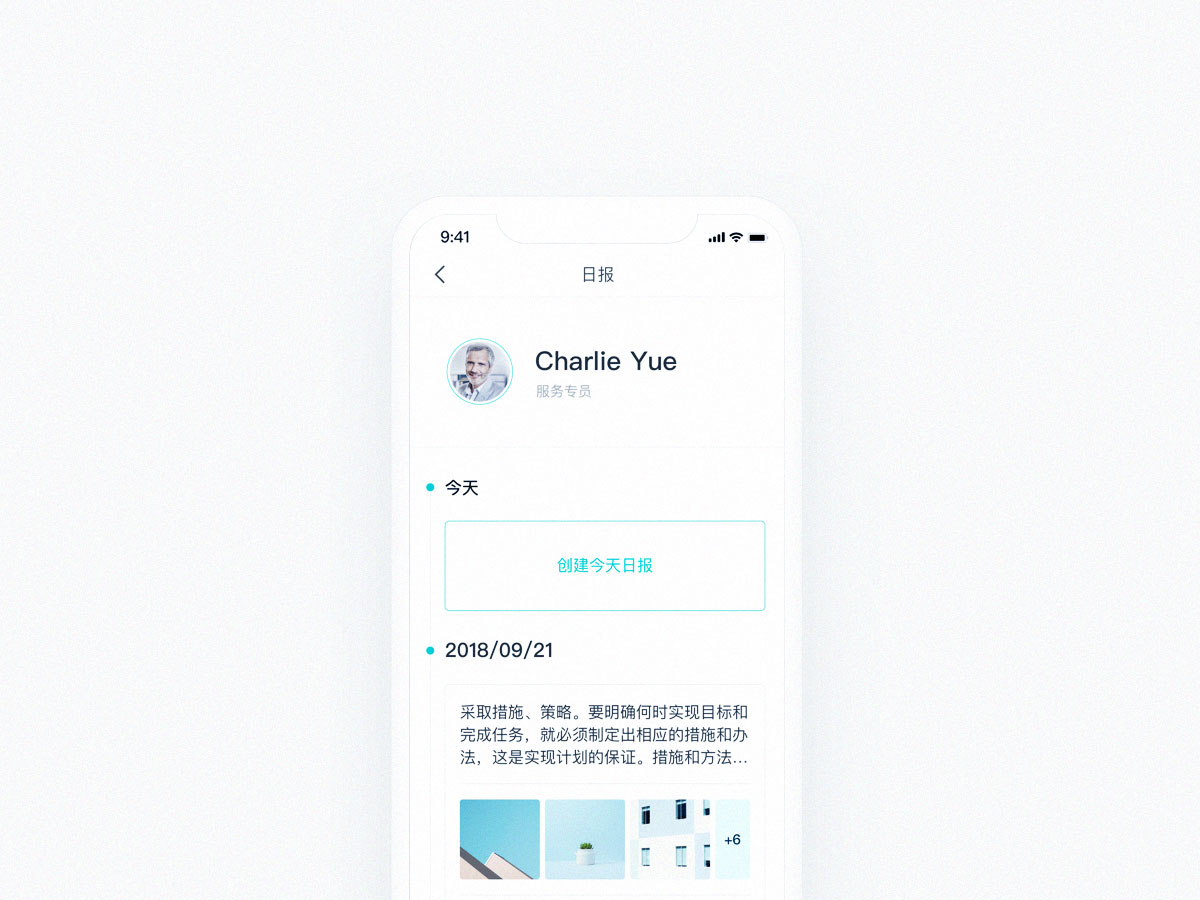 9:41
日报
Charlie Yue
服务专员
今天
创建今天日报
2018/09/21
采取措施、策略。要明确何时实现目标和
完成任务，就必须制定出相应的措施和办
法，这是实现计划的保证。措施和方法...
+6